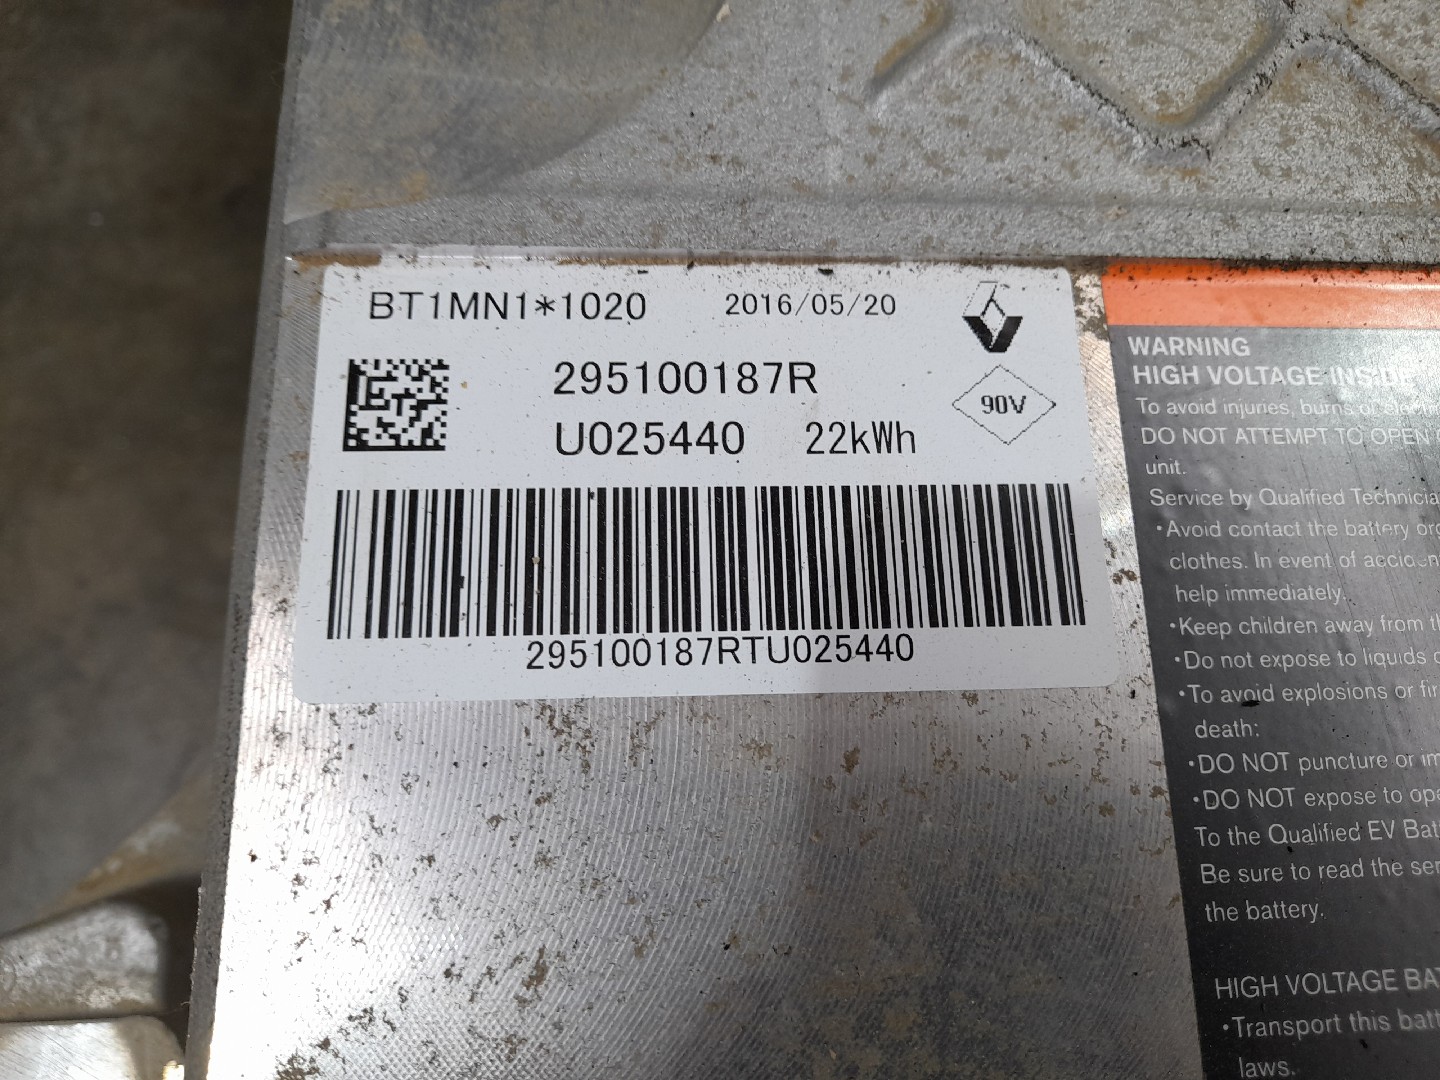 BT1MN1*1020 2016/05/20
295100187R
90V
U025440 22kWh
295100187RTU025440
WARNING
HIGH VOLTAGE INSIDE
To avoid injuries, burns or
DO NOT ATTEMPT TO OPEN
unit.
Service by Qualified
•Avoid contact the battery
clothes. In event of
help immediately.
•Keep children away from
•Do not expose to liquids
•To avoid explosions or
death:
•DO NOT puncture or
•DO NOT expose to
To the Qualified EV
Be sure to read the
the battery.
HIGH VOLTAGE
•Transport this
laws.